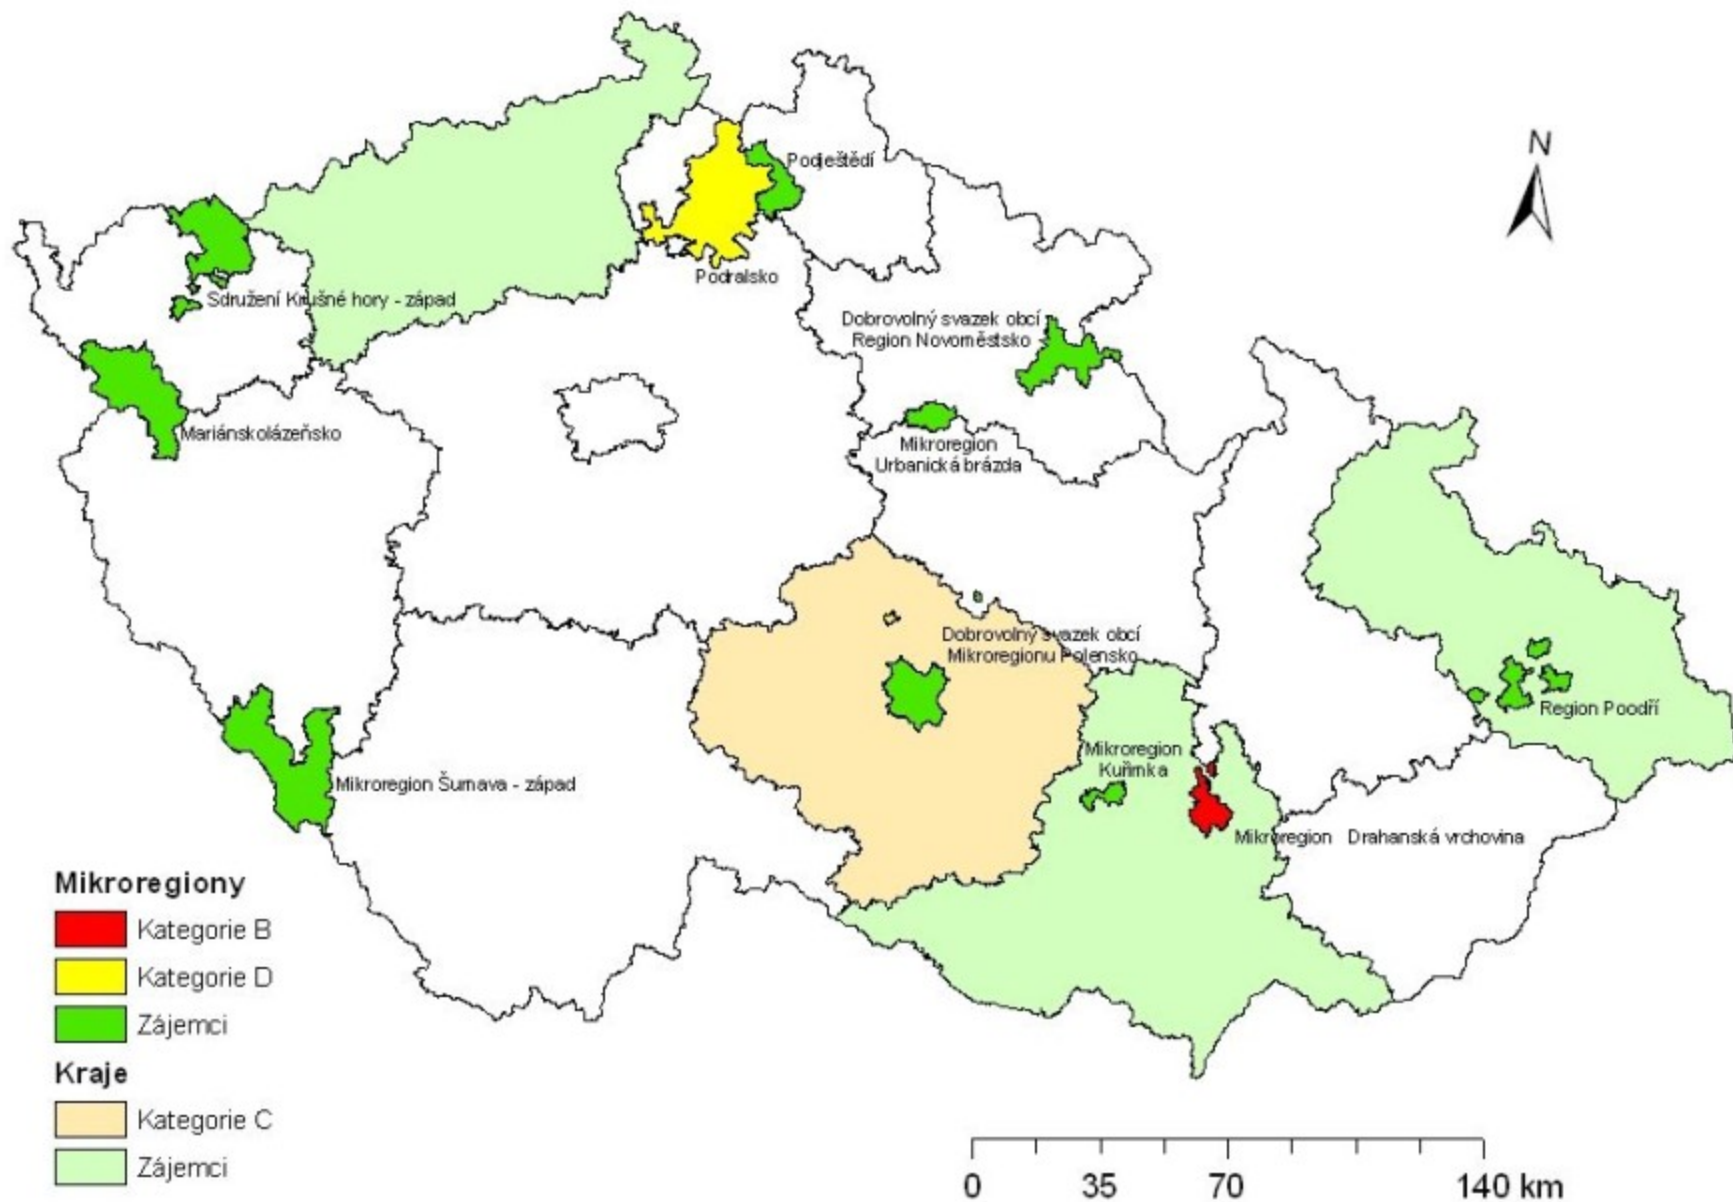 N
Podještědí
Podralsko
Sdružení Krušné hory - západ
Dobrovolný svazek obcí
Region Novoměstsko
Mariánskolázeňsko
Mikroregion
Urbanická brázda
Dobrovolný svazek obcí
Mikroregionu Polensko
Region Poodří
Mikroregion
Kuřimka
Mikroregion Šumava - západ
Mikroregion Drahanská vrchovina
Mikroregiony
Kategorie B
Kategorie D
Zájemci
Kraje
Kategorie C
Zájemci
0 35 70 140 km